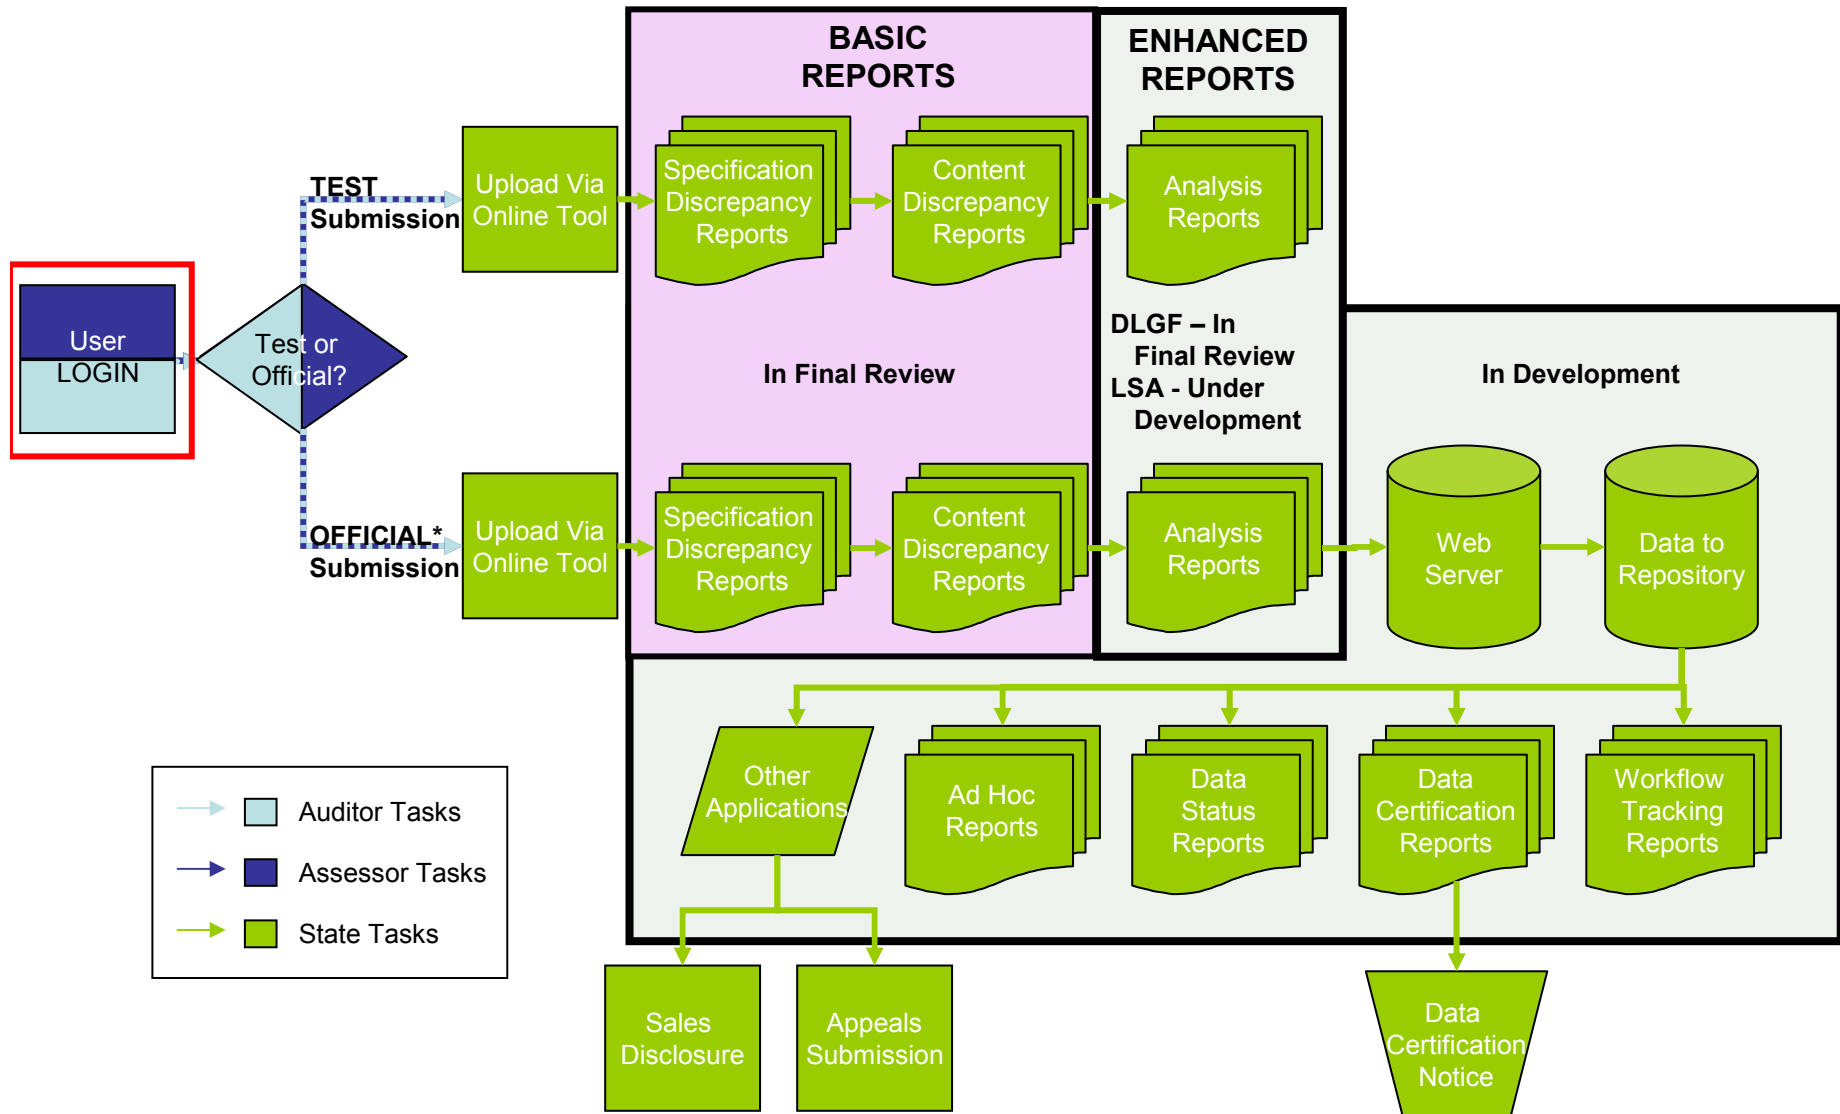 BASIC
REPORTS
ENHANCED
REPORTS
TEST
Submission
Upload Via
Online Tool
Specification
Discrepancy
Reports
Content
Discrepancy
Reports
Analysis
Reports
User
LOGIN
Test or
Official?
In Final Review
DLGF – In
Final Review
LSA - Under
Development
In Development
OFFICIAL*
Submission
Upload Via
Online Tool
Specification
Discrepancy
Reports
Content
Discrepancy
Reports
Analysis
Reports
Web
Server
Data to
Repository
Other
Applications
Ad Hoc
Reports
Data
Status
Reports
Data
Certification
Reports
Workflow
Tracking
Reports
Auditor Tasks
Assessor Tasks
State Tasks
Sales
Disclosure
Appeals
Submission
Data
Certification
Notice